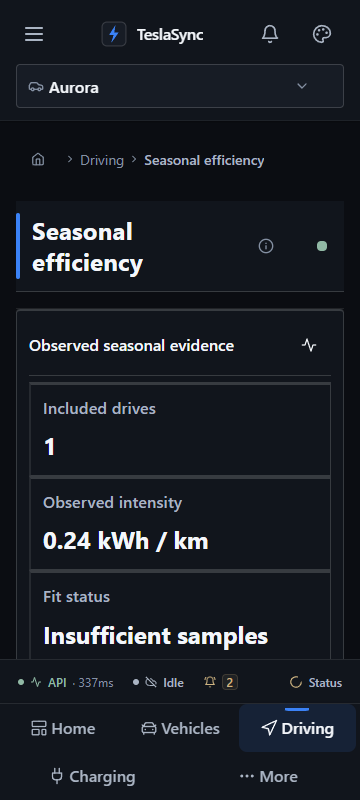 TeslaSync
Aurora
Driving Seasonal efficiency
Seasonal
efficiency
Observed seasonal evidence
Included drives
1
Observed intensity
0.24 kWh / km
Fit status
Insufficient samples
API · 337ms Idle 2 Status
Home Vehicles Driving
Charging More